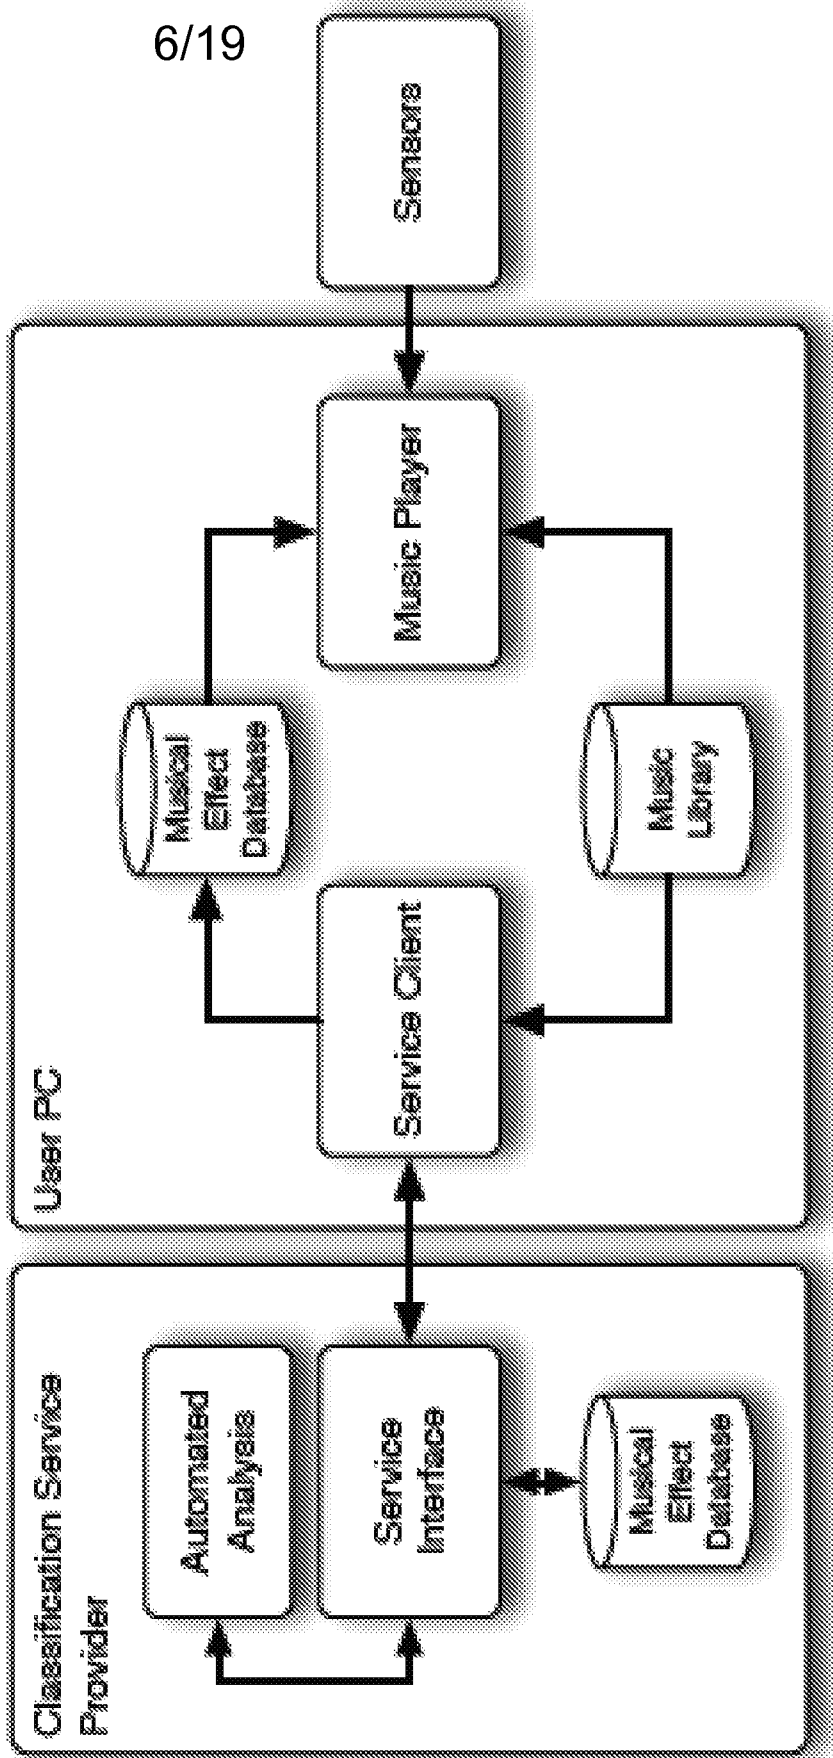 6/19
Classification Service
Provider
Automated
Analysis
Service
Interface
Musical
Effect
Database
User PC
Service Client
Musical
Effect
Database
Music
Library
Music Player
Sensors